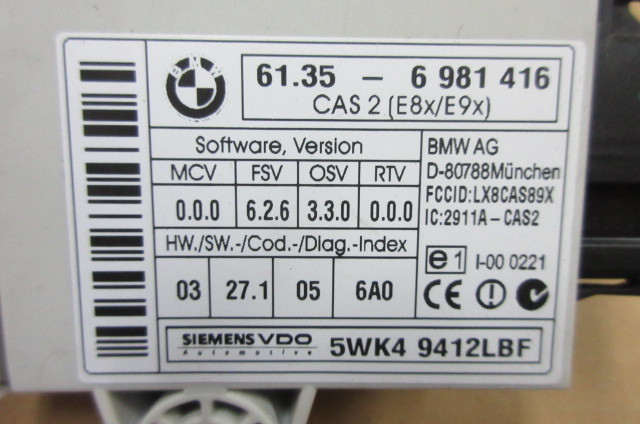 BMW
61.35 - 6 981 416
CAS 2 (E8x/E9x)
Software, Version
MCV FSV OSV RTV
0.0.0 6.2.6 3.3.0 0.0.0
HW./SW.-/Cod.-/Diag.-Index
03 27.1 05 6A0
BMW AG
D-80788München
FCCID:LX8CAS89X
IC:2911A-CAS2
e1 I-00 0221
CE
SIEMENS VDO
Automotive
5WK4 9412LBF